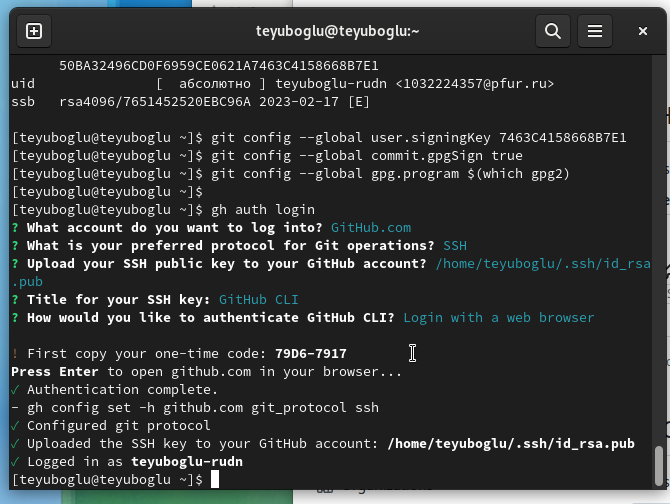 teyuboglu@teyuboglu:~
50BA32496CD0F6959CE0621A7463C4158668B7E1
uid [ абсолютно ] teyuboglu-rudn <1032224357@pfur.ru>
ssb rsa4096/7651452520EBC96A 2023-02-17 [E]
[teyuboglu@teyuboglu ~]$ git config --global user.signingKey 7463C4158668B7E1
[teyuboglu@teyuboglu ~]$ git config --global commit.gpgSign true
[teyuboglu@teyuboglu ~]$ git config --global gpg.program $(which gpg2)
[teyuboglu@teyuboglu ~]$
[teyuboglu@teyuboglu ~]$ gh auth login
? What account do you want to log into? GitHub.com
? What is your preferred protocol for Git operations? SSH
? Upload your SSH public key to your GitHub account? /home/teyuboglu/.ssh/id_rsa
.pub
? Title for your SSH key: GitHub CLI
? How would you like to authenticate GitHub CLI? Login with a web browser
! First copy your one-time code: 79D6-7917
Press Enter to open github.com in your browser...
✓ Authentication complete.
- gh config set -h github.com git_protocol ssh
✓ Configured git protocol
✓ Uploaded the SSH key to your GitHub account: /home/teyuboglu/.ssh/id_rsa.pub
✓ Logged in as teyuboglu-rudn
[teyuboglu@teyuboglu ~]$